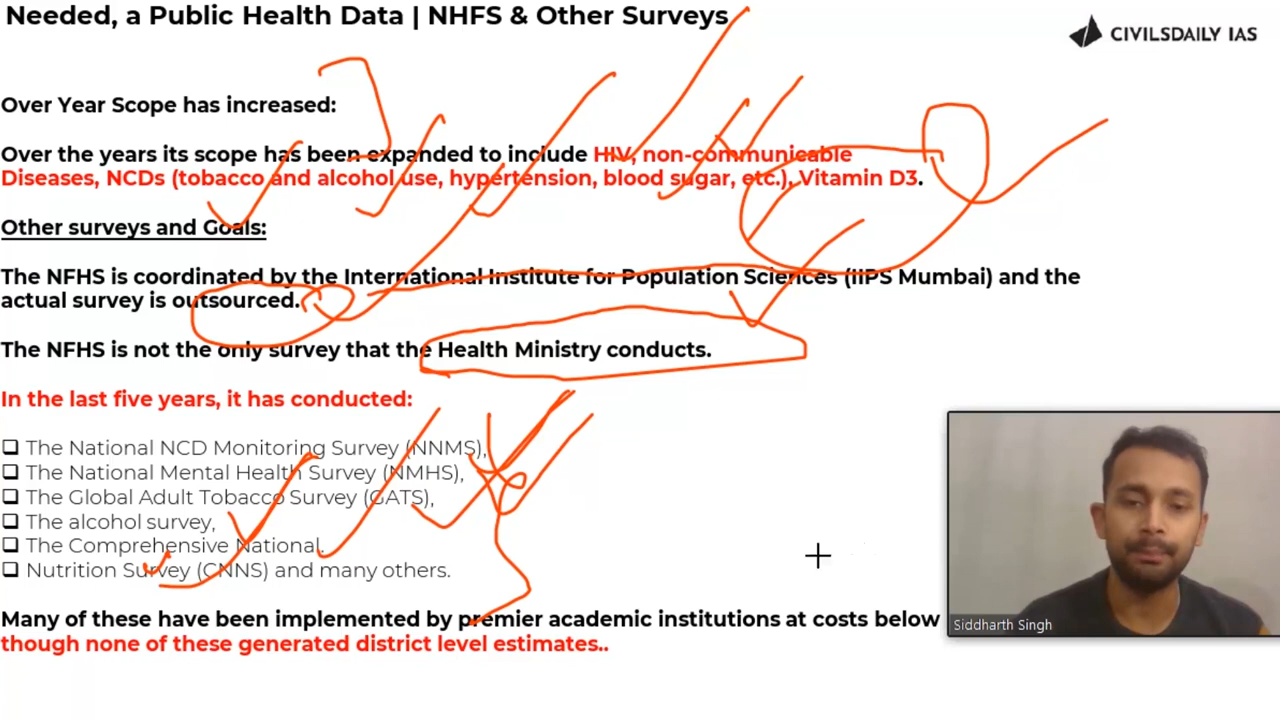 Needed, a Public Health Data | NHFS & Other Surveys
CIVILSDAILY IAS
Over Year Scope has increased:
Over the years its scope has been expanded to include HIV, non-communicable
Diseases, NCDs (tobacco and alcohol use, hypertension, blood sugar, etc.), Vitamin D3.
Other surveys and Goals:
The NFHS is coordinated by the International Institute for Population Sciences (IIPS Mumbai) and the
actual survey is outsourced.
The NFHS is not the only survey that the Health Ministry conducts.
In the last five years, it has conducted:
❑ The National NCD Monitoring Survey (NNMS),
❑ The National Mental Health Survey (NMHS),
❑ The Global Adult Tobacco Survey (GATS),
❑ The alcohol survey,
❑ The Comprehensive National.
❑ Nutrition Survey (CNNS) and many others.
Many of these have been implemented by premier academic institutions at costs below
though none of these generated district level estimates..
Siddharth Singh